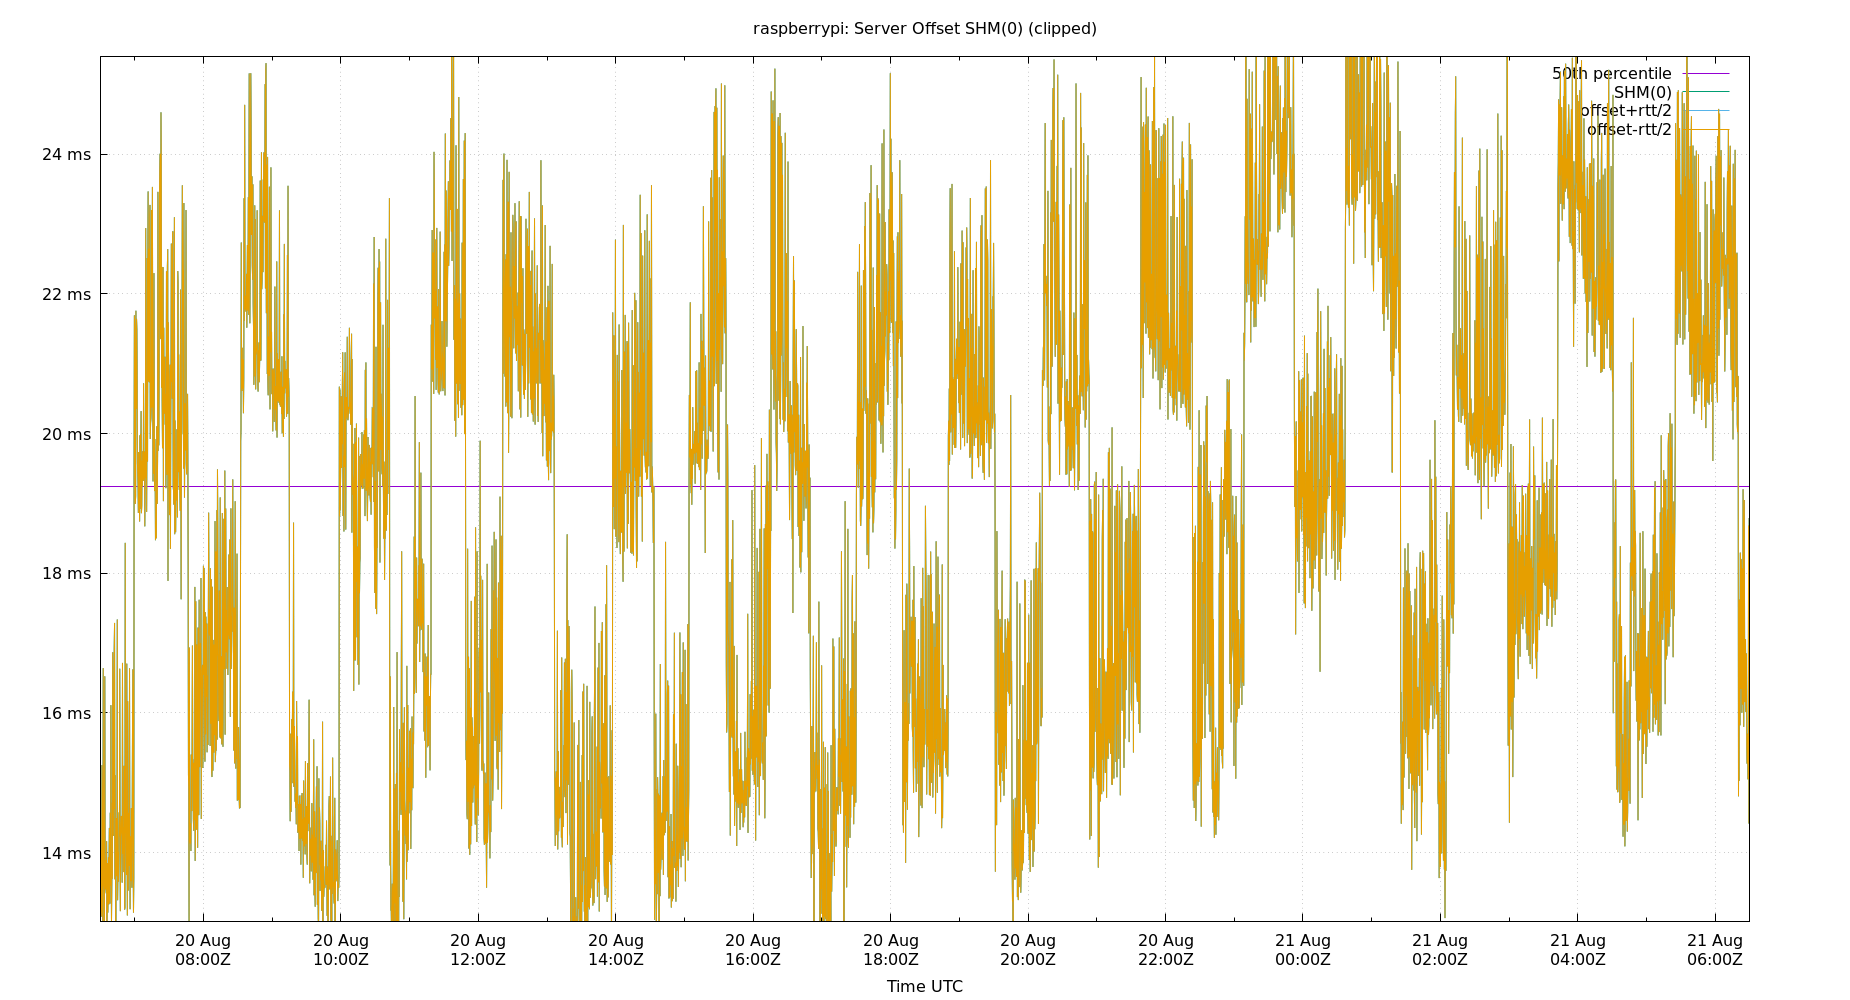 raspberrypi: Server Offset SHM(0) (clipped)
50th percentile
SHM(0)
offset+rtt/2
offset-rtt/2
24 ms
22 ms
20 ms
18 ms
16 ms
14 ms
20 Aug 20 Aug 20 Aug 20 Aug 20 Aug 20 Aug 20 Aug 20 Aug 21 Aug 21 Aug 21 Aug 21 Aug
08:00Z 10:00Z 12:00Z 14:00Z 16:00Z 18:00Z 20:00Z 22:00Z 00:00Z 02:00Z 04:00Z 06:00Z
Time UTC